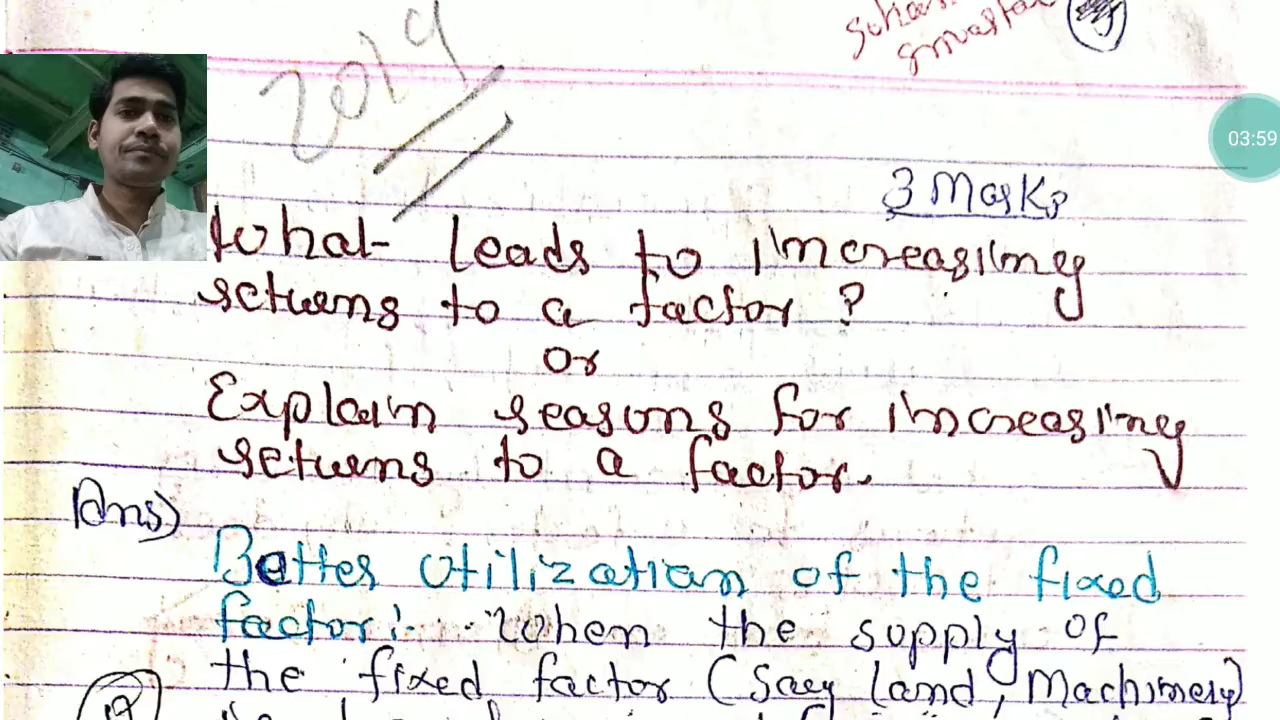 2019
03:59
3 Marks
What leads to increasing
returns to a factor ?
Or
Explain reasons for increasing
returns to a factor.
Ans)
Better Utilization of the fixed
factor:- When the supply of
the fixed factor (Say land, Machinery)